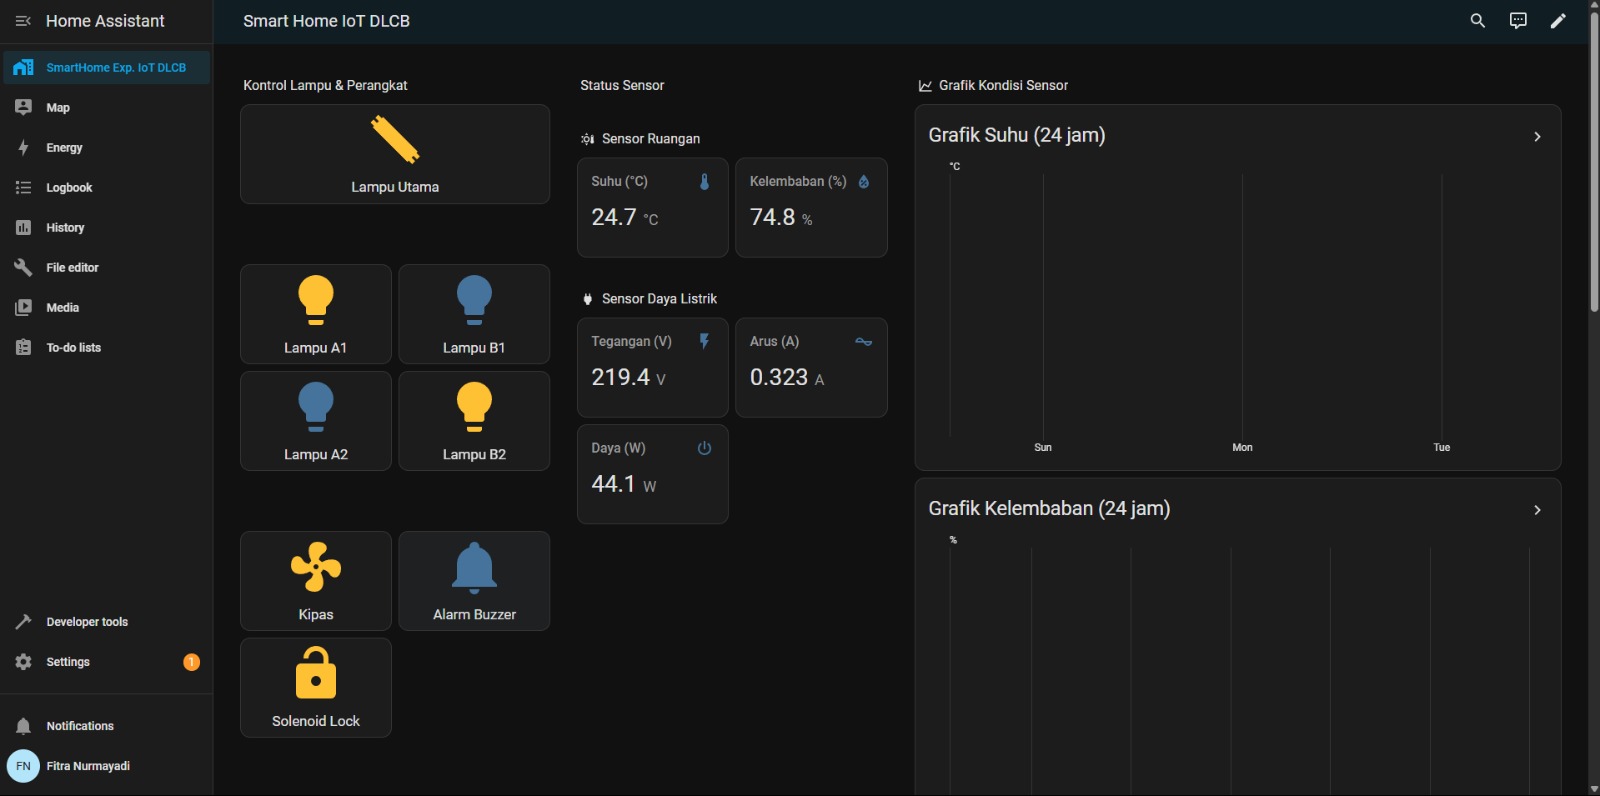 Home Assistant
SmartHome Exp. IoT DLCB
Map
Energy
Logbook
History
File editor
Media
To-do lists
Developer tools
Settings
1
Notifications
FN
Fitra Nurmayadi
Smart Home IoT DLCB
Kontrol Lampu & Perangkat
Lampu Utama
Lampu A1
Lampu B1
Lampu A2
Lampu B2
Kipas
Alarm Buzzer
Solenoid Lock
Status Sensor
Sensor Ruangan
Suhu (°C)
24.7 °C
Kelembaban (%)
74.8 %
Sensor Daya Listrik
Tegangan (V)
219.4 V
Arus (A)
0.323 A
Daya (W)
44.1 W
Grafik Kondisi Sensor
Grafik Suhu (24 jam)
°C
Sun Mon Tue
Grafik Kelembaban (24 jam)
%